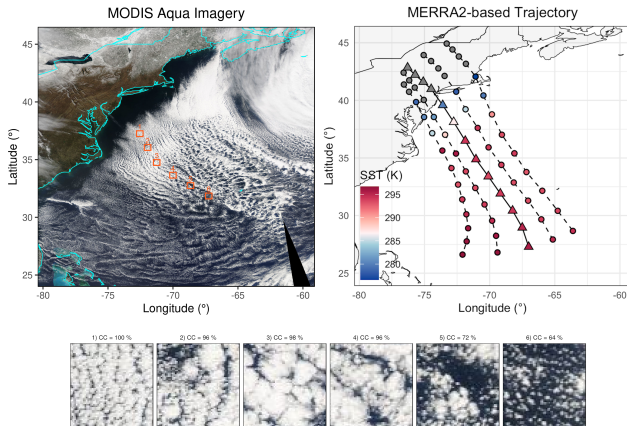 MODIS Aqua Imagery
MERRA2-based Trajectory
Latitude (°)
45
40
35
30
25
-80
-75
-70
-65
-60
Longitude (°)
Latitude (°)
45
40
35
30
25
SST (K)
295
290
285
280
-80
-75
-70
-65
-60
Longitude (°)
1) CC = 100 %
2) CC = 96 %
3) CC = 98 %
4) CC = 96 %
5) CC = 72 %
6) CC = 64 %